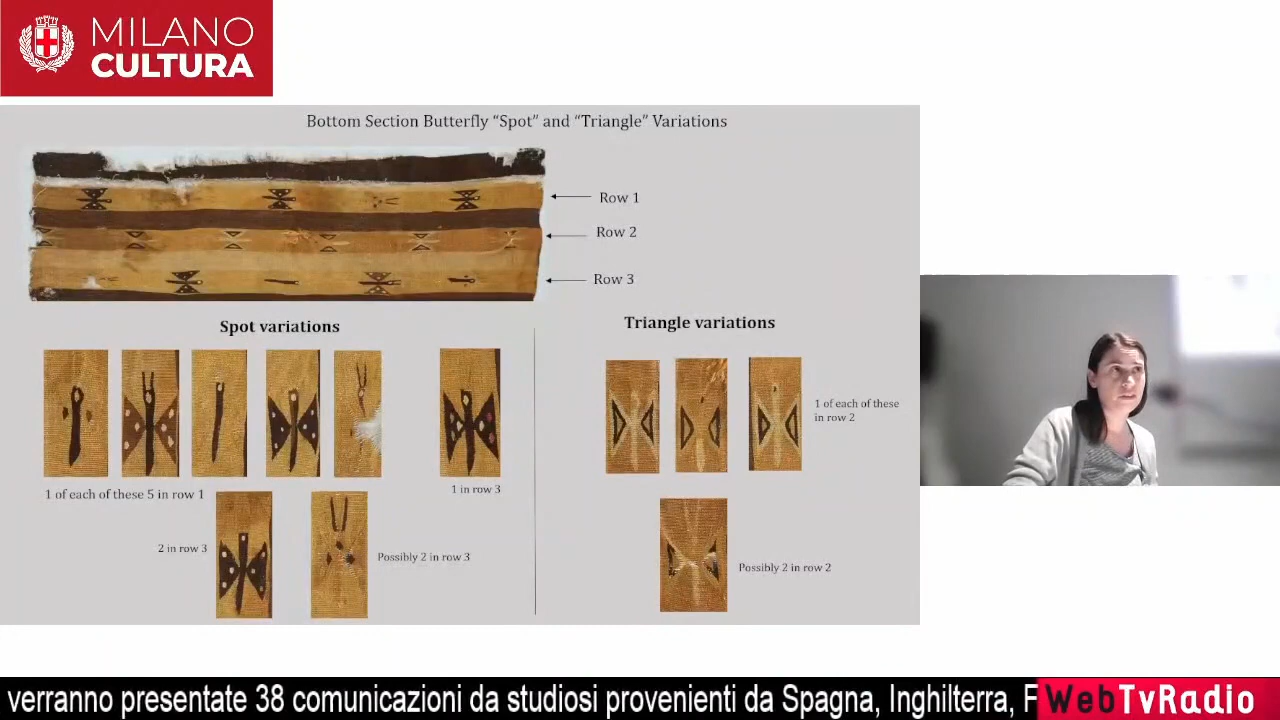 MILANO
CULTURA
Bottom Section Butterfly “Spot” and “Triangle” Variations
Row 1
Row 2
Row 3
Spot variations
Triangle variations
1 of each of these
in row 2
1 of each of these 5 in row 1
1 in row 3
2 in row 3
Possibly 2 in row 3
Possibly 2 in row 2
verranno presentate 38 comunicazioni da studiosi provenienti da Spagna, Inghilterra, F
WebTvRadio